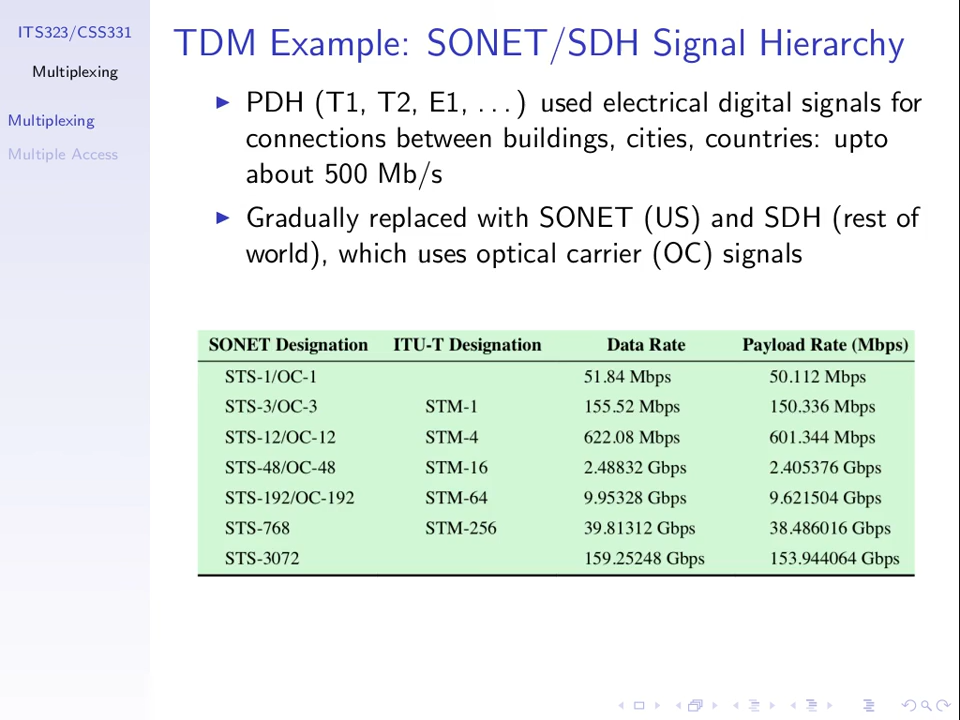 ITS323/CSS331
Multiplexing
Multiplexing
Multiple Access
TDM Example: SONET/SDH Signal Hierarchy
PDH (T1, T2, E1, . . . ) used electrical digital signals for
connections between buildings, cities, countries: upto
about 500 Mb/s
Gradually replaced with SONET (US) and SDH (rest of
world), which uses optical carrier (OC) signals
SONET Designation ITU-T Designation Data Rate Payload Rate (Mbps)
STS-1/OC-1 51.84 Mbps 50.112 Mbps
STS-3/OC-3 STM-1 155.52 Mbps 150.336 Mbps
STS-12/OC-12 STM-4 622.08 Mbps 601.344 Mbps
STS-48/OC-48 STM-16 2.48832 Gbps 2.405376 Gbps
STS-192/OC-192 STM-64 9.95328 Gbps 9.621504 Gbps
STS-768 STM-256 39.81312 Gbps 38.486016 Gbps
STS-3072 159.25248 Gbps 153.944064 Gbps